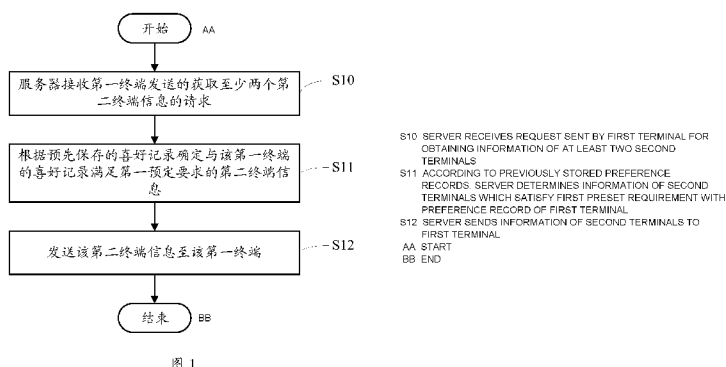 开始 AA
服务器接收第一终端发送的获取至少两个第
二终端信息的请求
S10
根据预先保存的喜好记录确定与该第一终端
的喜好记录满足第一预定要求的第二终端信
息
S11
发送该第二终端信息至该第一终端
S12
结束 BB
图 1
S10 SERVER RECEIVES REQUEST SENT BY FIRST TERMINAL FOR
OBTAINING INFORMATION OF AT LEAST TWO SECOND
TERMINALS
S11 ACCORDING TO PREVIOUSLY STORED PREFERENCE
RECORDS, SERVER DETERMINES INFORMATION OF SECOND
TERMINALS WHICH SATISFY FIRST PRESET REQUIREMENT WITH
PREFERENCE RECORD OF FIRST TERMINAL
S12 SERVER SENDS INFORMATION OF SECOND TERMINALS TO
FIRST TERMINAL
AA START
BB END